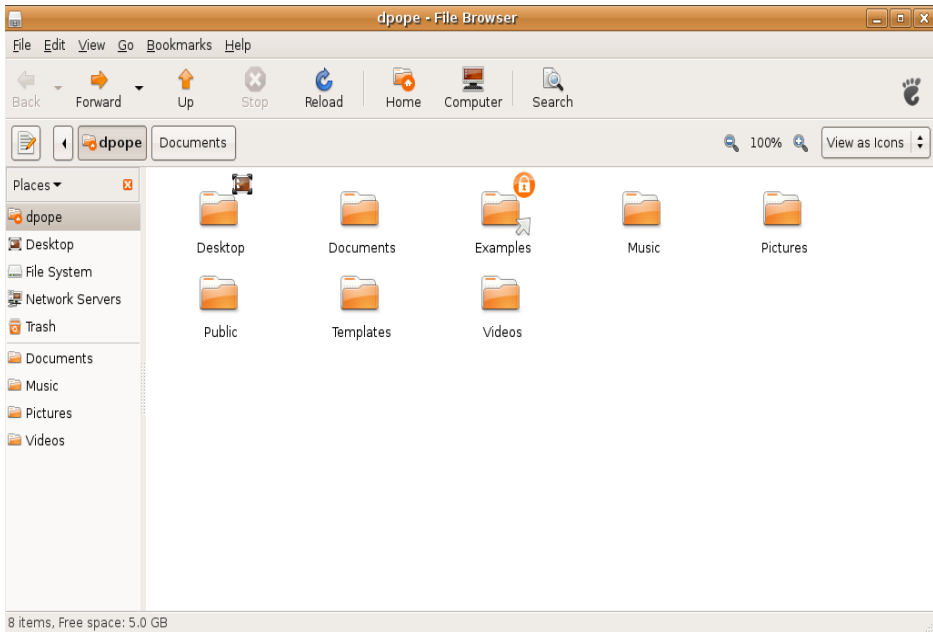 dpope - File Browser
File Edit View Go Bookmarks Help
Back Forward Up Stop Reload Home Computer Search
dpope Documents 100% View as Icons
Places
dpope
Desktop
File System
Network Servers
Trash
Documents
Music
Pictures
Videos
Desktop Documents Examples Music Pictures
Public Templates Videos
8 items, Free space: 5.0 GB